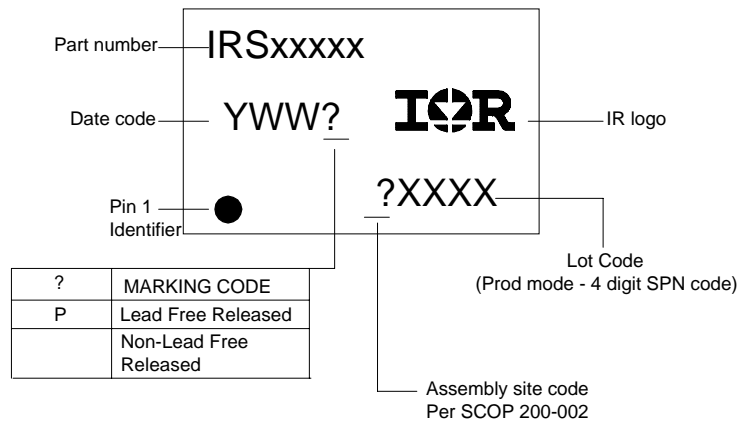 Part number
IRSxxxxx
Date code
YWW?
IOR
IR logo
?XXXX
Pin 1
Identifier
Lot Code
(Prod mode - 4 digit SPN code)
? MARKING CODE
P Lead Free Released
Non-Lead Free
Released
Assembly site code
Per SCOP 200-002